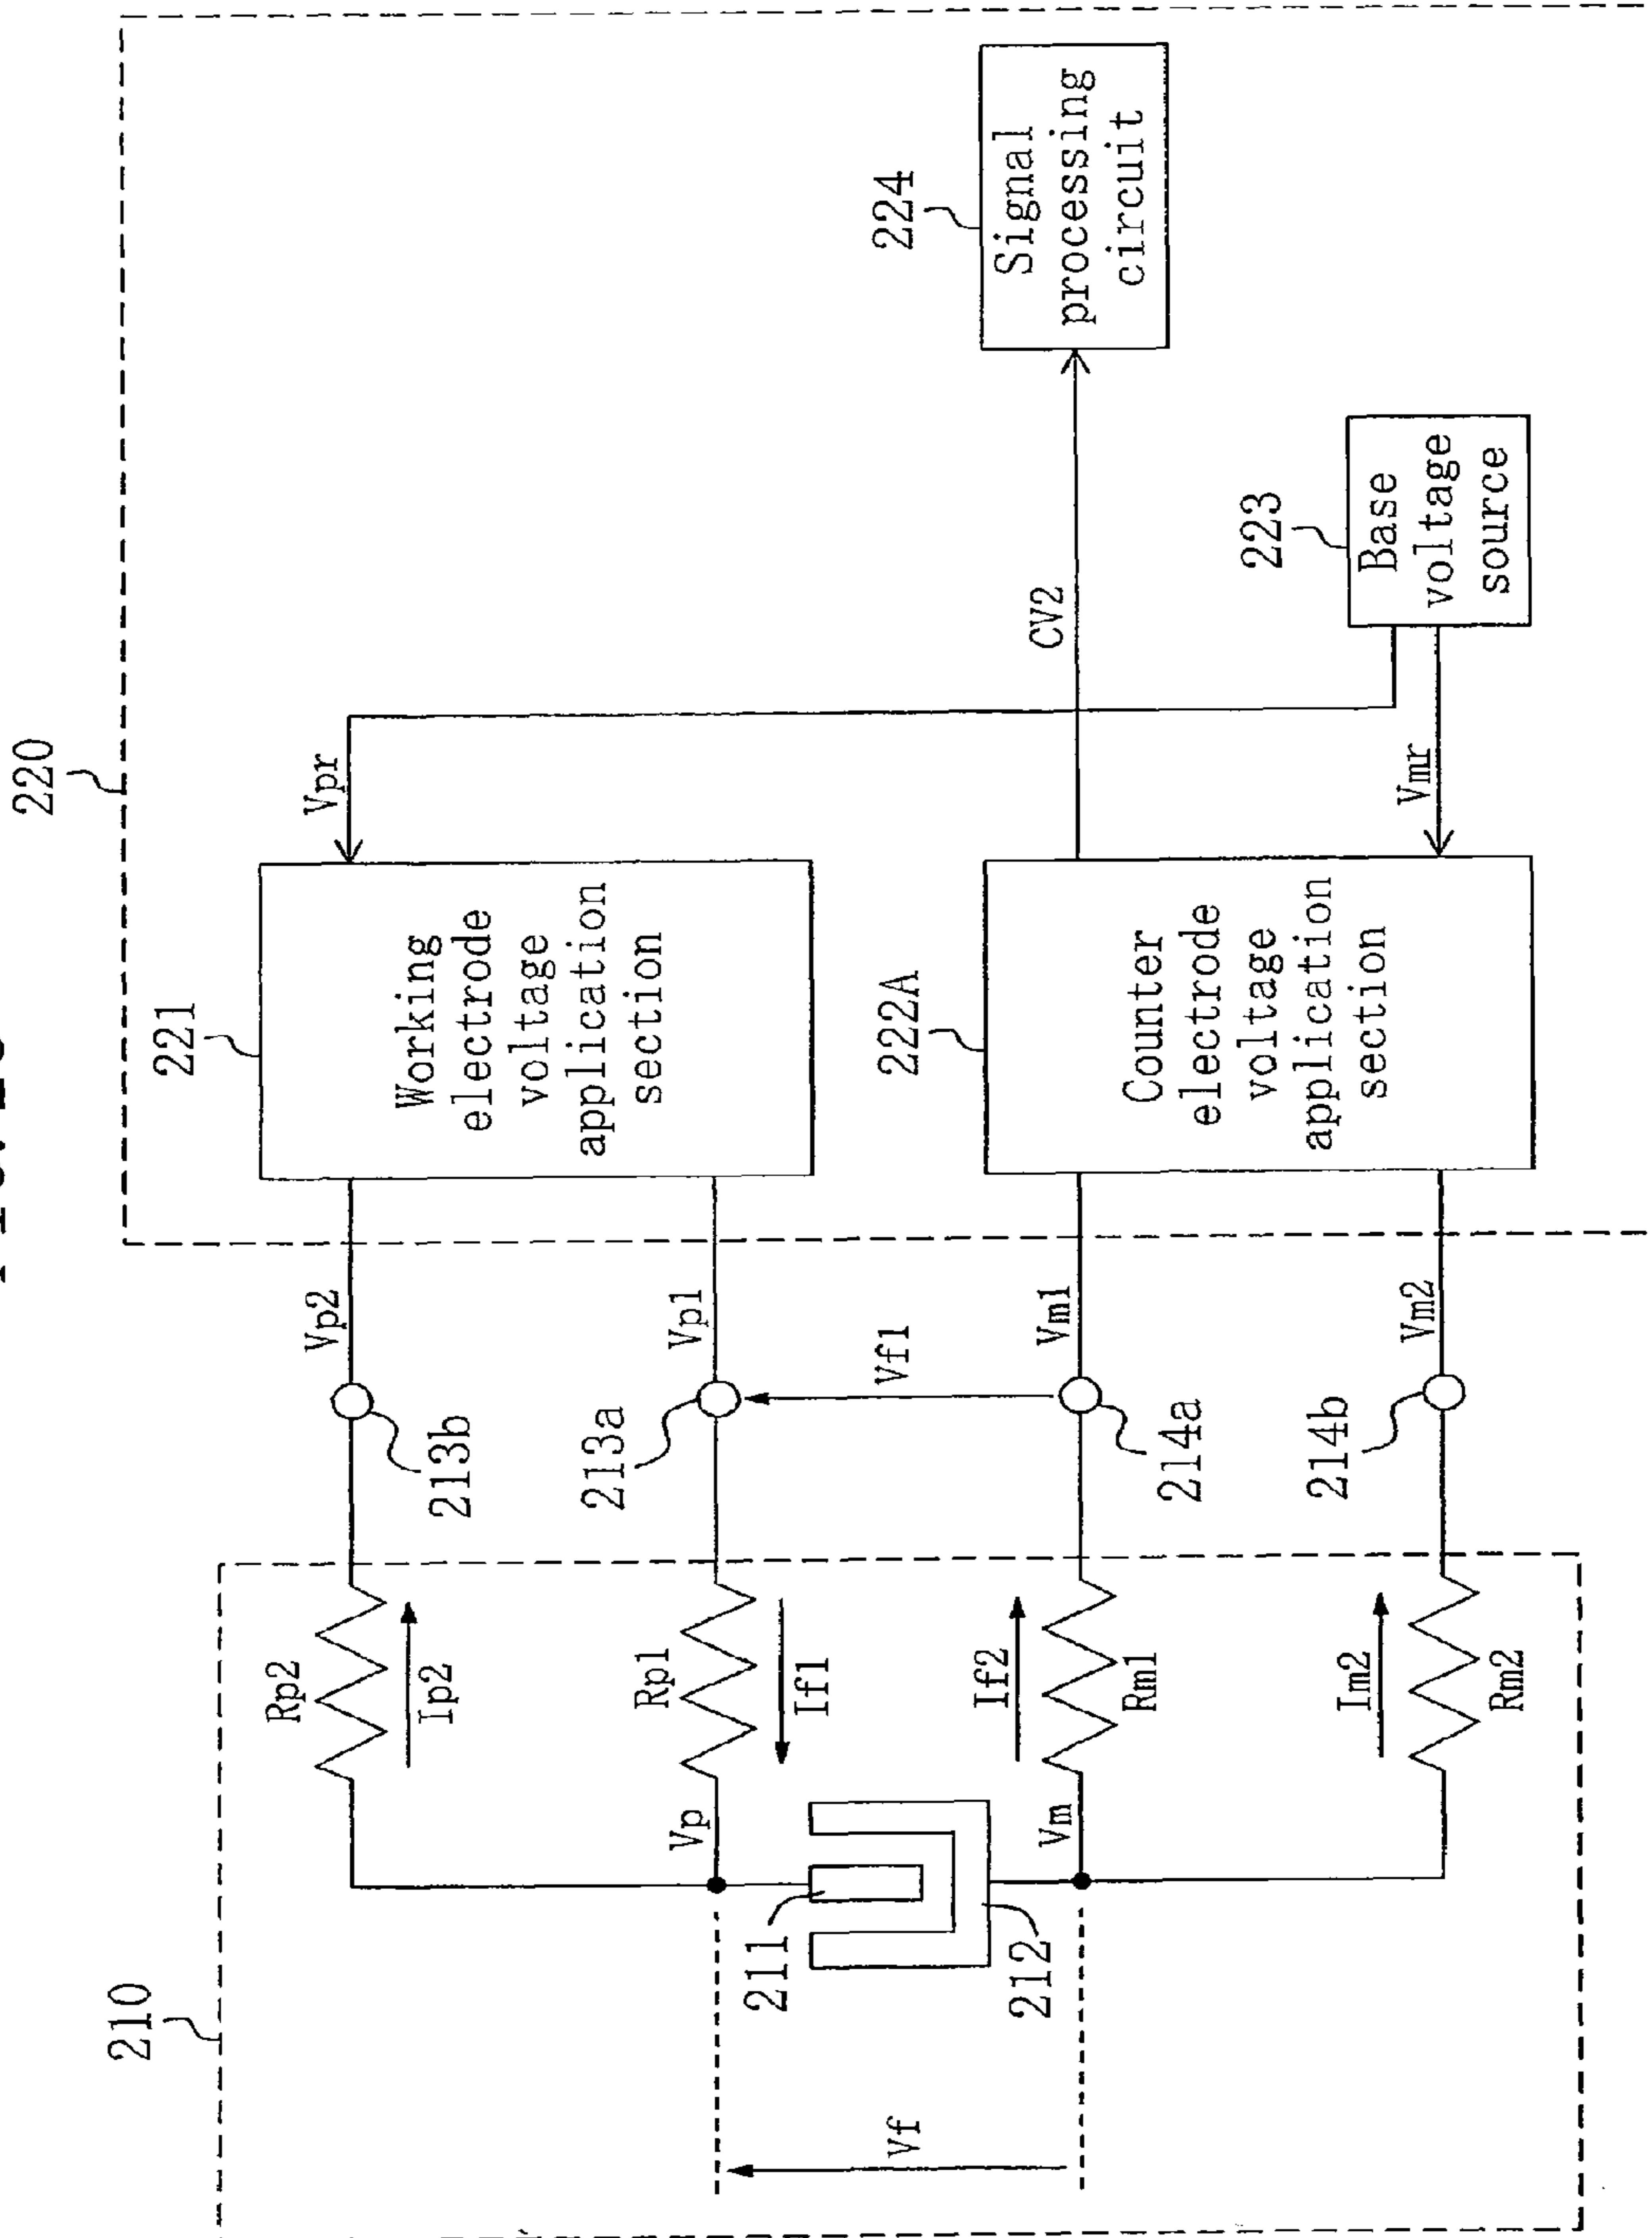 220
210
221
Working
electrode
voltage
application
section
222A
Counter
electrode
voltage
application
section
223
Base
voltage
source
224
Signal
processing
circuit
Vpr
CV2
Vmr
Vp2
Vp1
Vm1
Vm2
Vf1
213b
213a
214a
214b
Rp2
Ip2
Rp1
If1
If2
Rm1
Im2
Rm2
Vp
Vm
211
212
Vf